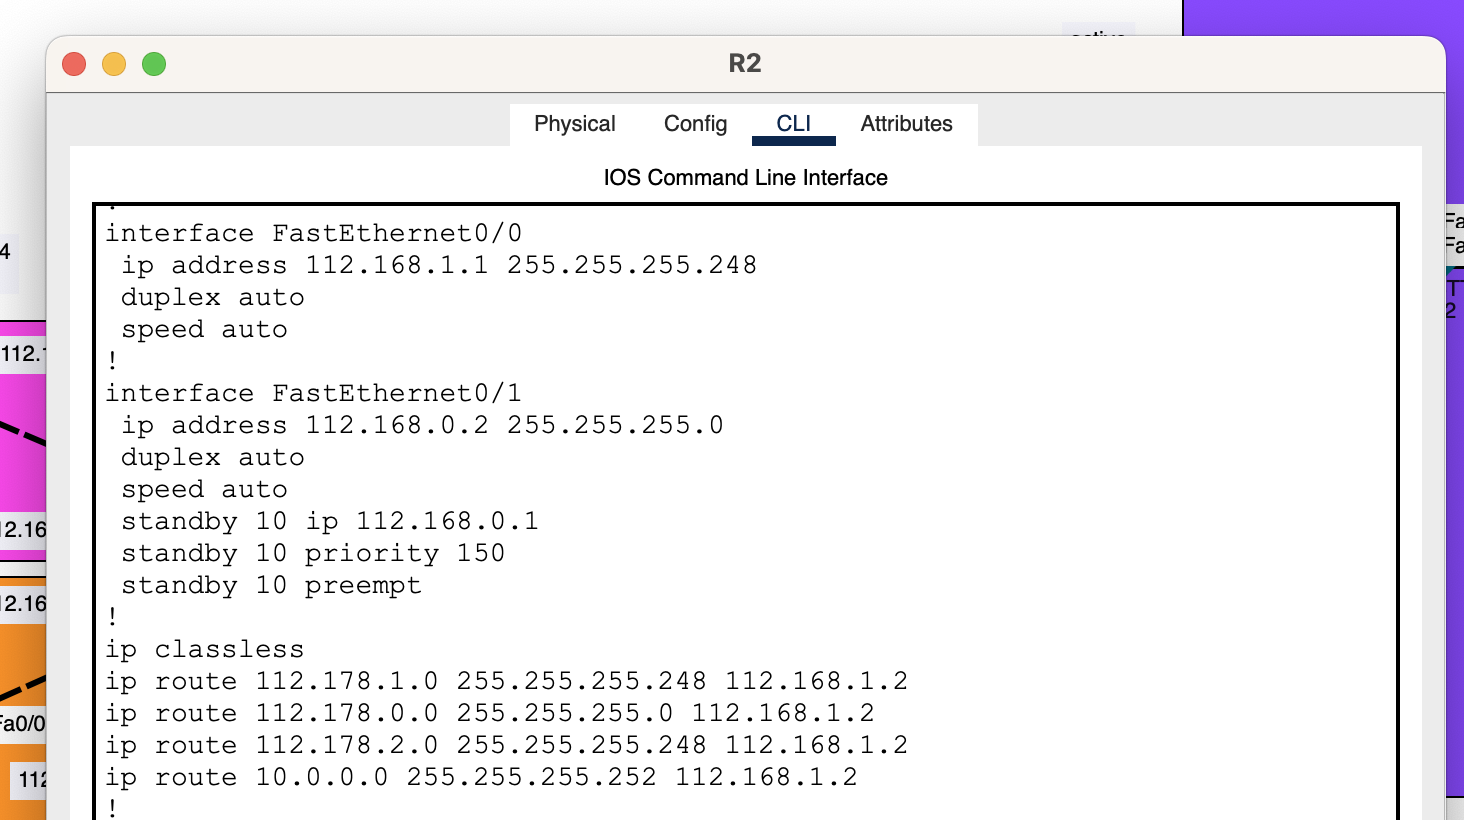 R2
Physical Config CLI Attributes
IOS Command Line Interface
interface FastEthernet0/0
ip address 112.168.1.1 255.255.255.248
duplex auto
speed auto
!
interface FastEthernet0/1
ip address 112.168.0.2 255.255.255.0
duplex auto
speed auto
standby 10 ip 112.168.0.1
standby 10 priority 150
standby 10 preempt
!
ip classless
ip route 112.178.1.0 255.255.255.248 112.168.1.2
ip route 112.178.0.0 255.255.255.0 112.168.1.2
ip route 112.178.2.0 255.255.255.248 112.168.1.2
ip route 10.0.0.0 255.255.255.252 112.168.1.2
!
4
112.1
12.16
12.16
Fa0/0
112
Fa
Fa
2